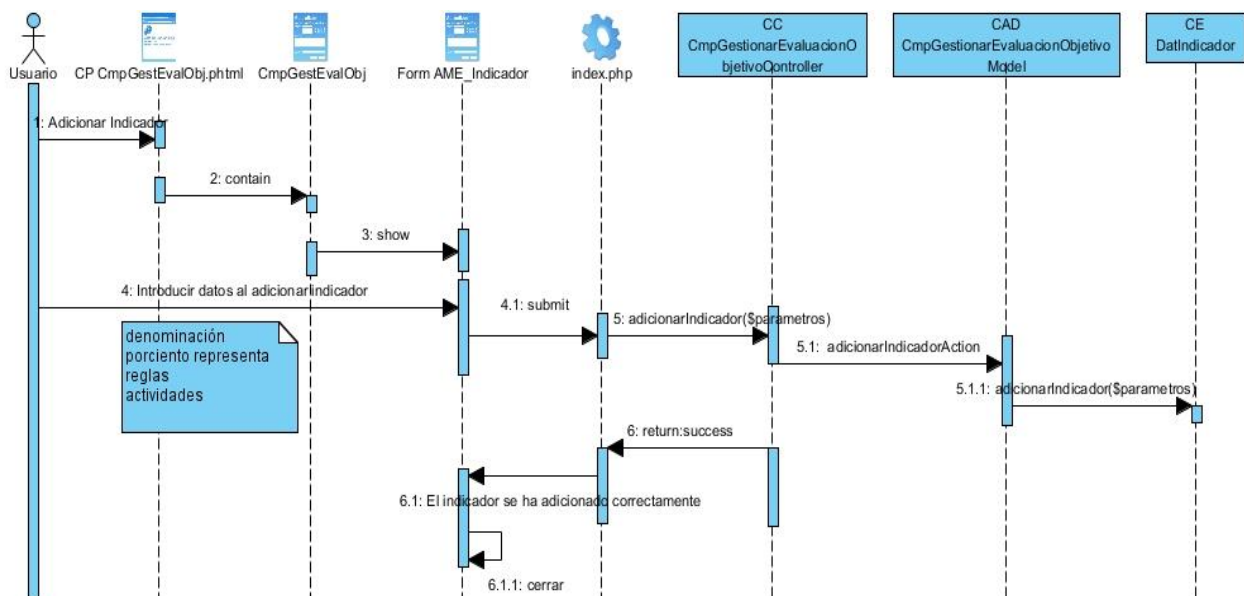 CC
CmpGestionarEvaluacionO
bjetivoController
CAD
CmpGestionarEvaluacionObjetivo
Model
CE
DatIndicador
Usuario
CP CmpGestEvalObj.phtml
CmpGestEvalObj
Form AME_Indicador
index.php
1: Adicionar Indicador
2: contain
3: show
4: Introducir datos al adicionar indicador
4.1: submit
5: adicionarIndicador($parametros)
denominación
porciento representa
reglas
actividades
5.1: adicionarIndicadorAction
5.1.1: adicionarIndicador($parametros)
6: return:success
6.1: El indicador se ha adicionado correctamente
6.1.1: cerrar